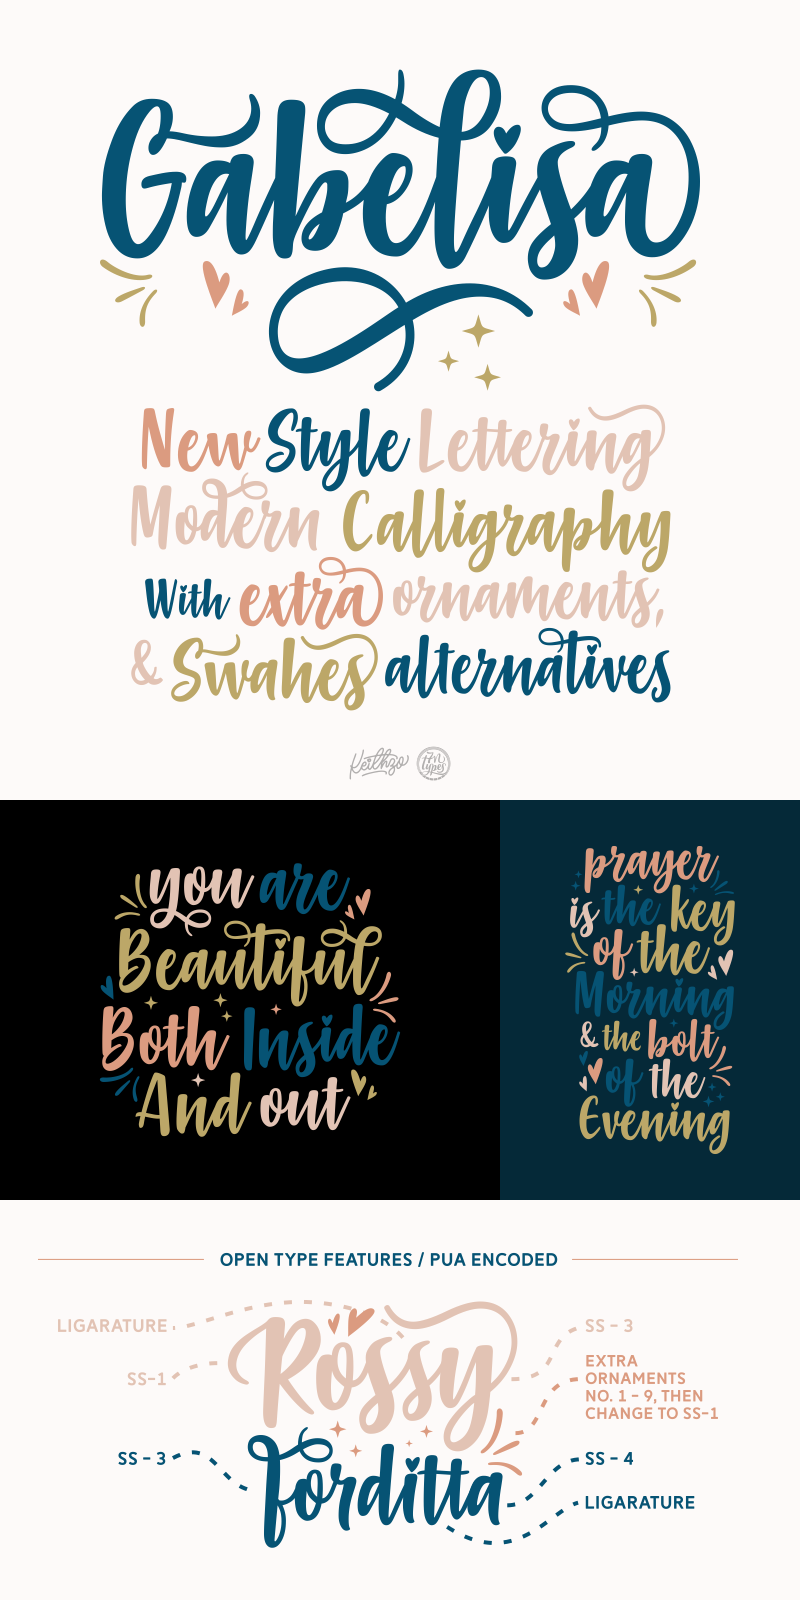 Gabelisa
New Style Lettering
Modern Calligraphy
With extra ornaments,
& Swahes alternatives
Keithzo 7NTypes
you are
Beautiful
Both Inside
And out
prayer
is the key
of the
Morning
& the bolt
of the
Evening
OPEN TYPE FEATURES / PUA ENCODED
LIGARATURE
SS-1
Rossy
SS - 3
EXTRA
ORNAMENTS
NO. 1 - 9, THEN
CHANGE TO SS-1
SS - 3
Forditta
SS - 4
LIGARATURE